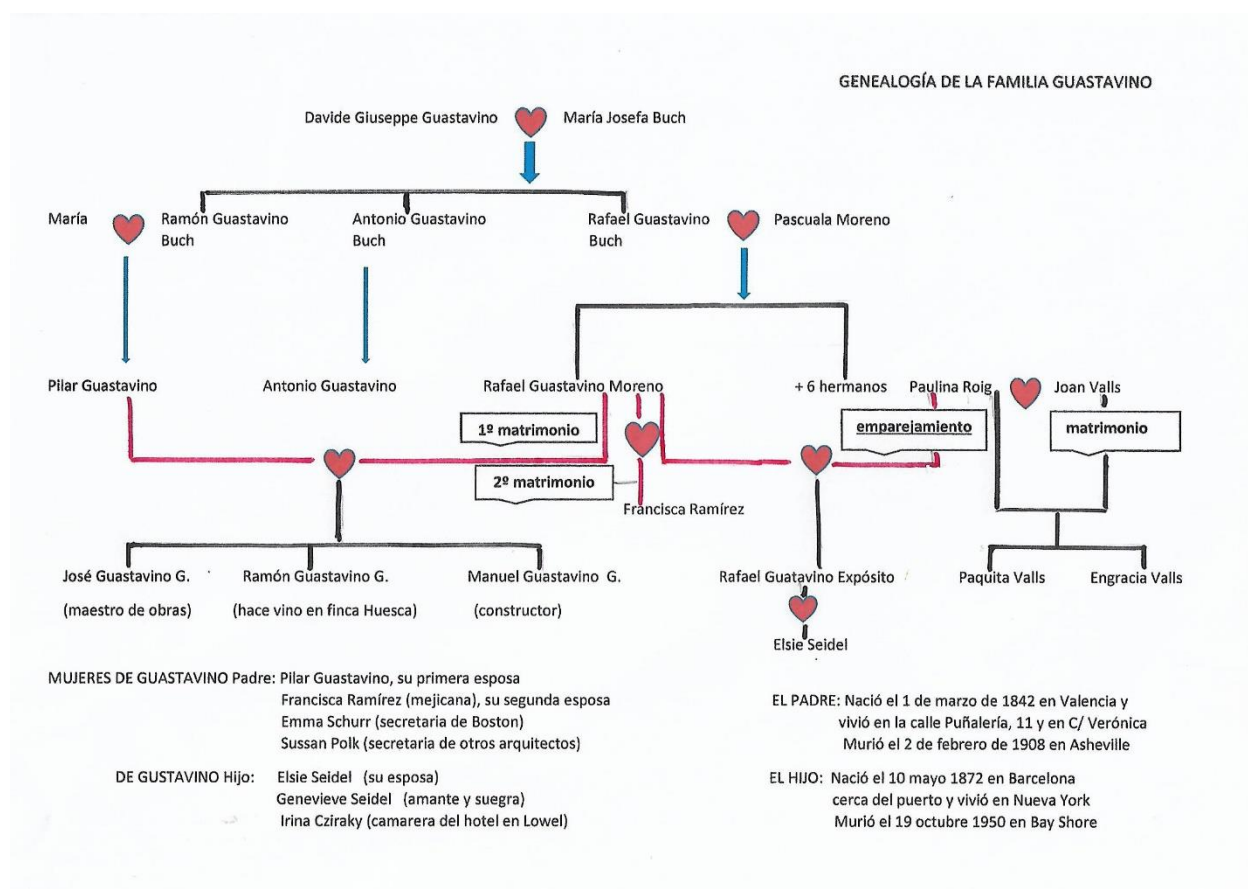 GENEALOGÍA DE LA FAMILIA GUASTAVINO
Davide Giuseppe Guastavino María Josefa Buch
María Ramón Guastavino Buch Antonio Guastavino Buch Rafael Guastavino Buch Pascuala Moreno
Pilar Guastavino Antonio Guastavino Rafael Guastavino Moreno + 6 hermanos Paulina Roig Joan Valls
1º matrimonio emparejamiento matrimonio
2º matrimonio
Francisca Ramírez
José Guastavino G. Ramón Guastavino G. Manuel Guastavino G. Rafael Guatavino Expósito Paquita Valls Engracia Valls
(maestro de obras) (hace vino en finca Huesca) (constructor)
Elsie Seidel
MUJERES DE GUASTAVINO Padre: Pilar Guastavino, su primera esposa
Francisca Ramírez (mejicana), su segunda esposa
Emma Schurr (secretaria de Boston)
Sussan Polk (secretaria de otros arquitectos)
DE GUSTAVINO Hijo: Elsie Seidel (su esposa)
Genevieve Seidel (amante y suegra)
Irina Cziraky (camarera del hotel en Lowel)
EL PADRE: Nació el 1 de marzo de 1842 en Valencia y
vivió en la calle Puñalería, 11 y en C/ Verónica
Murió el 2 de febrero de 1908 en Asheville
EL HIJO: Nació el 10 mayo 1872 en Barcelona
cerca del puerto y vivió en Nueva York
Murió el 19 octubre 1950 en Bay Shore